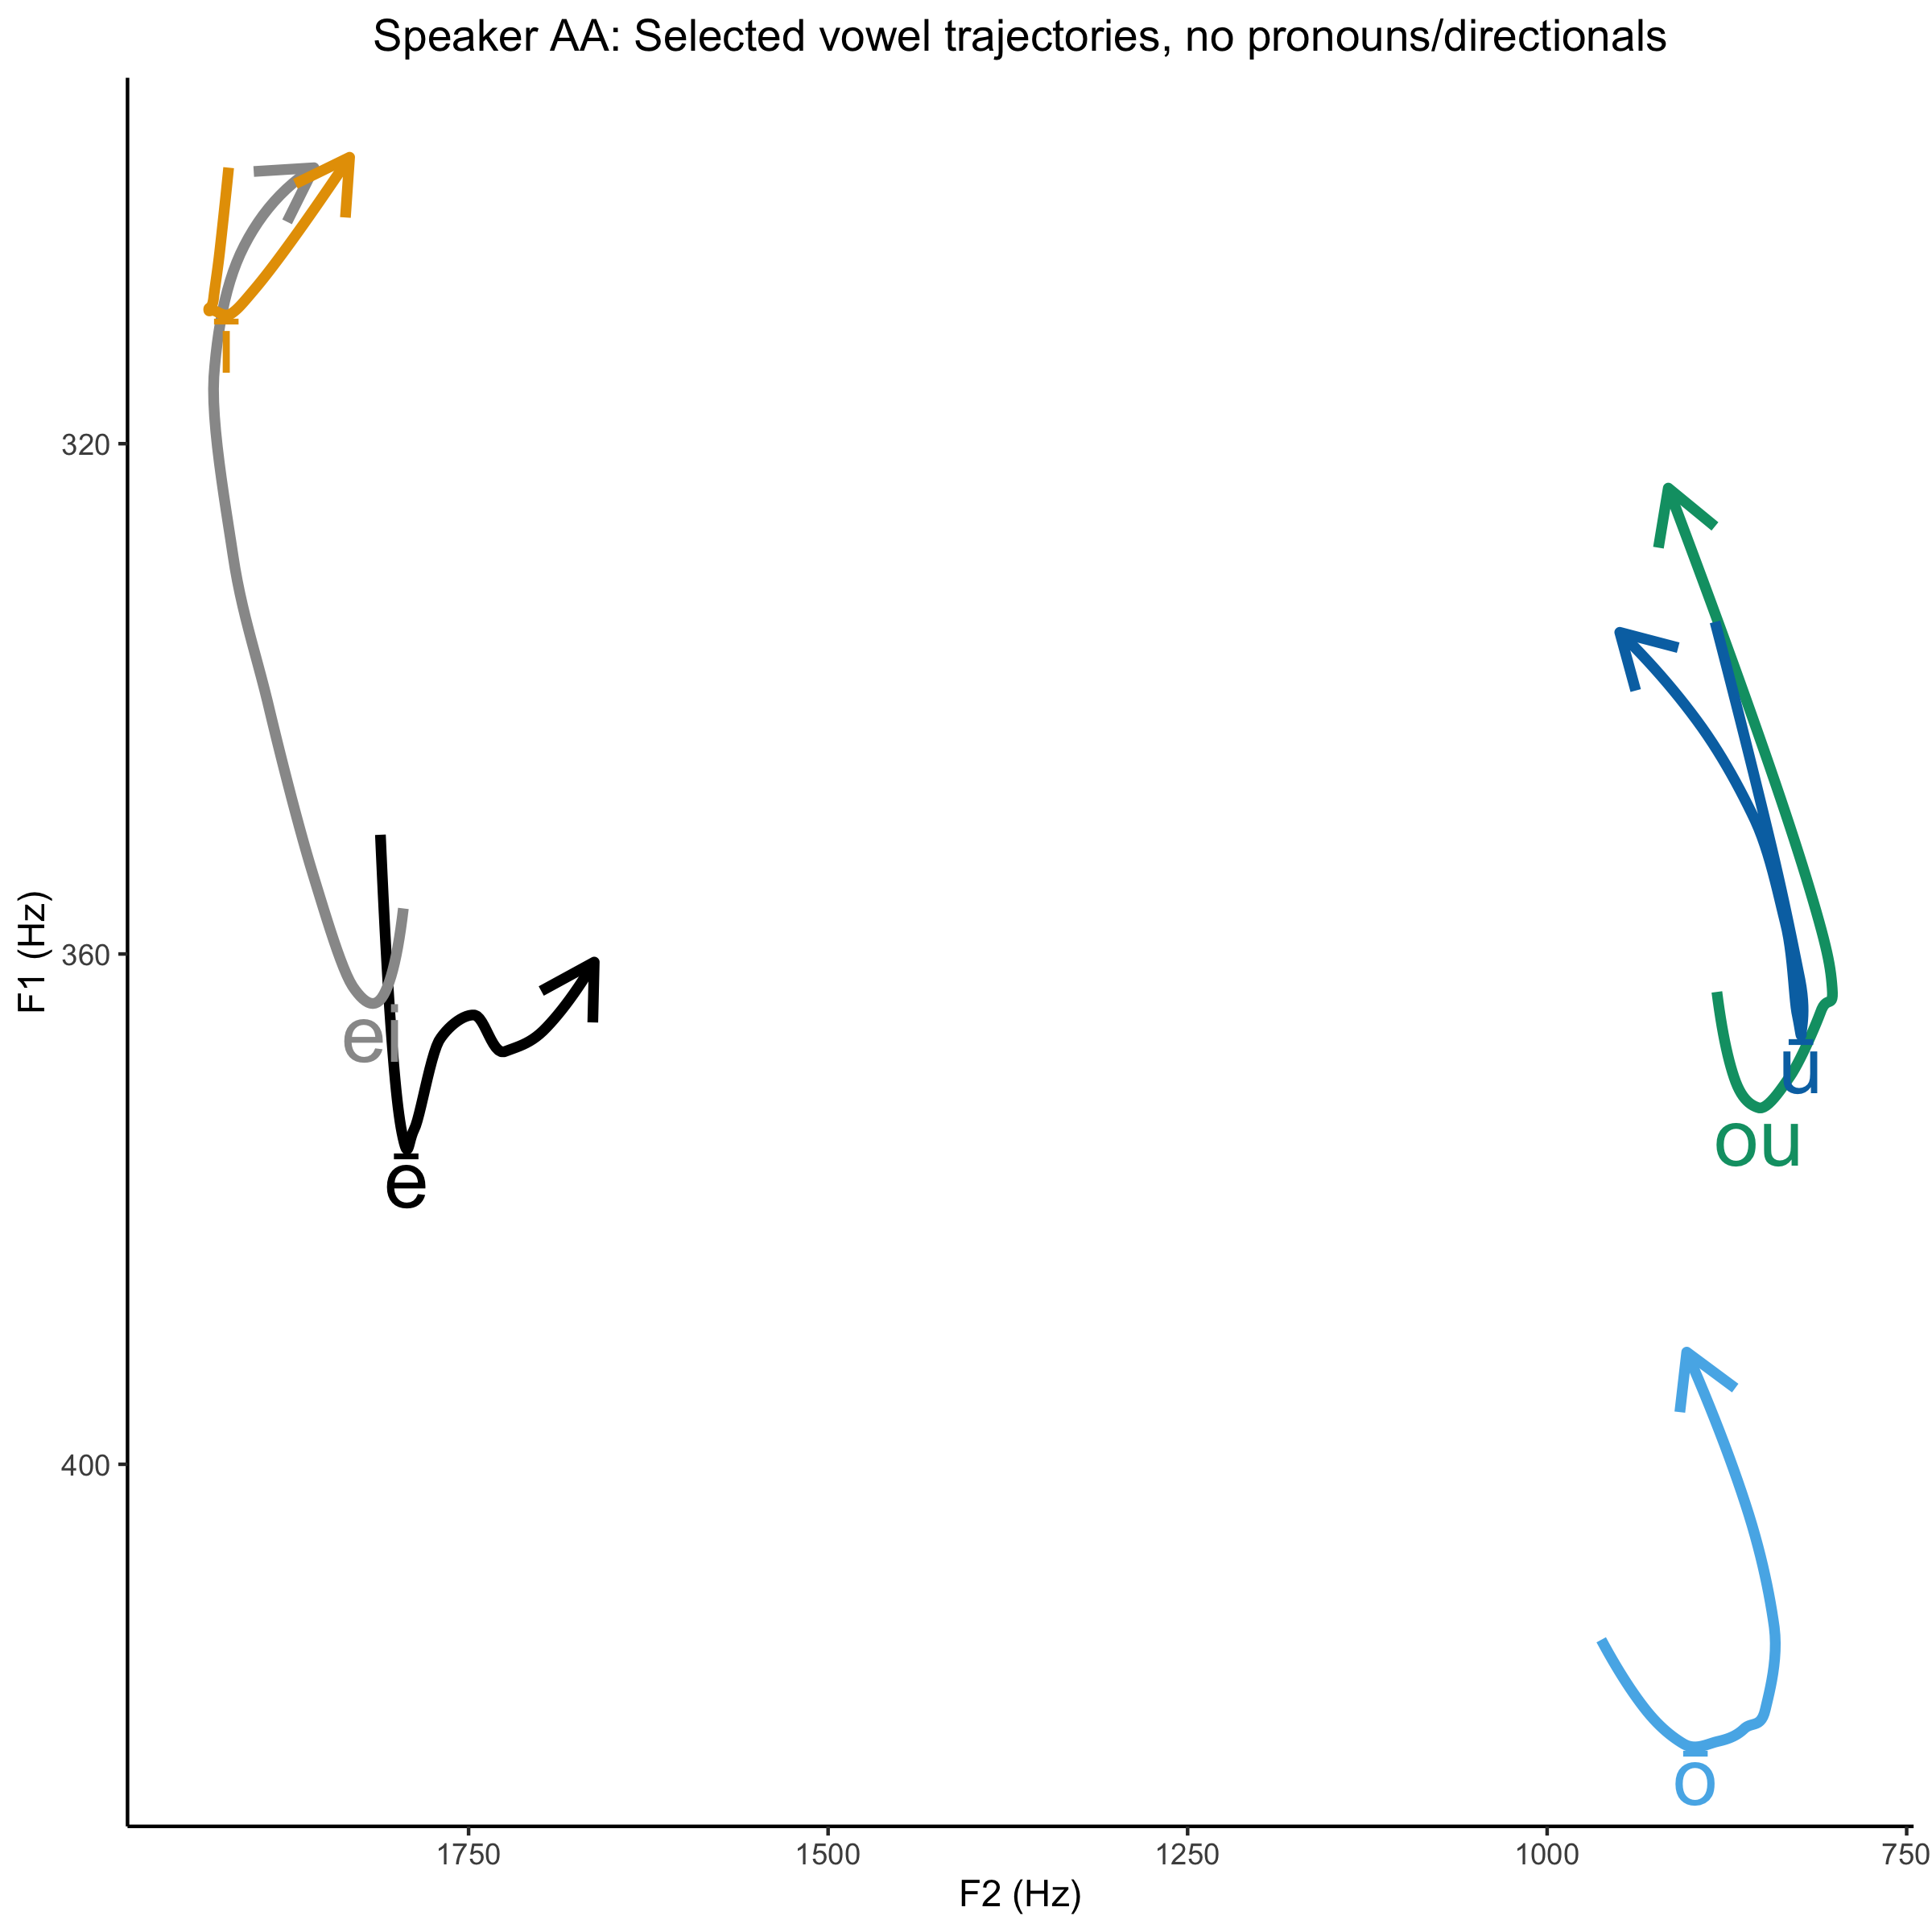 Speaker AA: Selected vowel trajectories, no pronouns/directionals
ī
320
F1 (Hz)
360
ei
ū
ou
ē
400
ō
1750
1500
1250
1000
750
F2 (Hz)